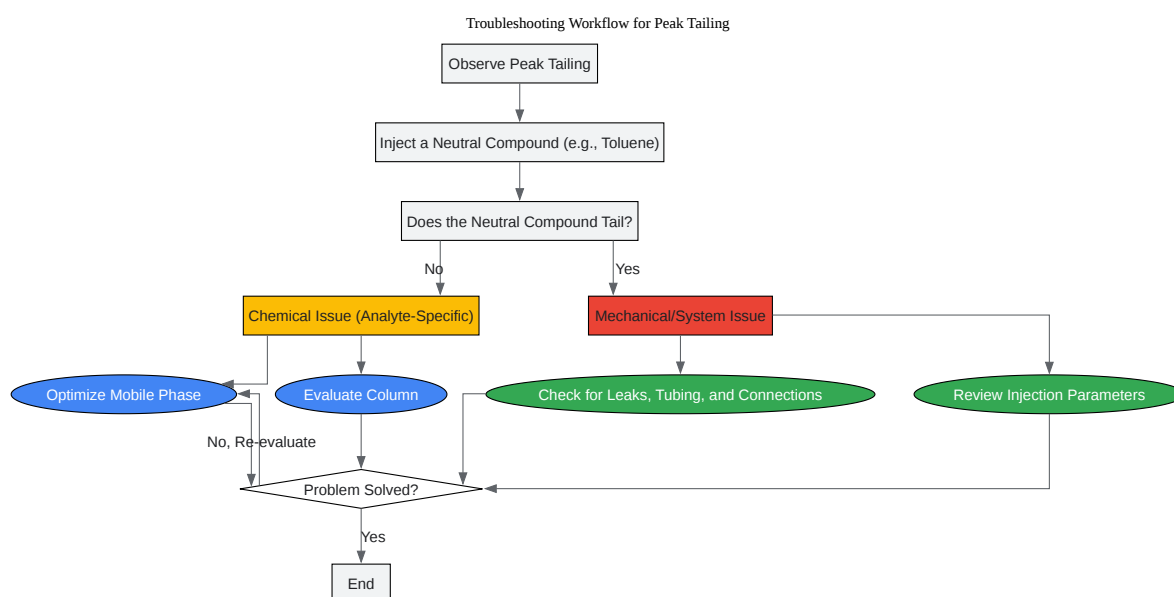 Troubleshooting Workflow for Peak Tailing
Observe Peak Tailing
Inject a Neutral Compound (e.g., Toluene)
Does the Neutral Compound Tail?
No
Yes
Chemical Issue (Analyte-Specific)
Mechanical/System Issue
Optimize Mobile Phase
Evaluate Column
Check for Leaks, Tubing, and Connections
Review Injection Parameters
No, Re-evaluate
Problem Solved?
Yes
End